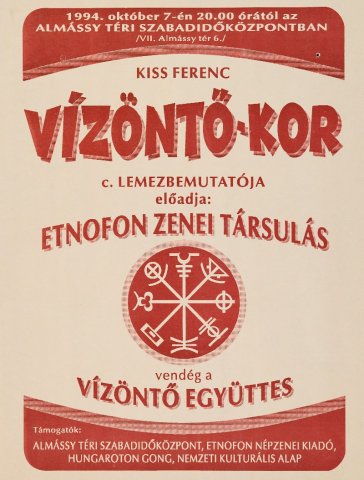 1994. október 7-én 20.00 órától az
ALMÁSSY TÉRI SZABADIDŐKÖZPONTBAN
/VII. Almássy tér 6./
KISS FERENC
VÍZÖNTŐ-KOR
c. LEMEZBEMUTATÓJA
előadja:
ETNOFON ZENEI TÁRSULÁS
vendég a
VÍZÖNTŐ EGYÜTTES
Támogatók:
ALMÁSSY TÉRI SZABADIDŐKÖZPONT, ETNOFON NÉPZENEI KIADÓ,
HUNGAROTON GONG, NEMZETI KULTURÁLIS ALAP